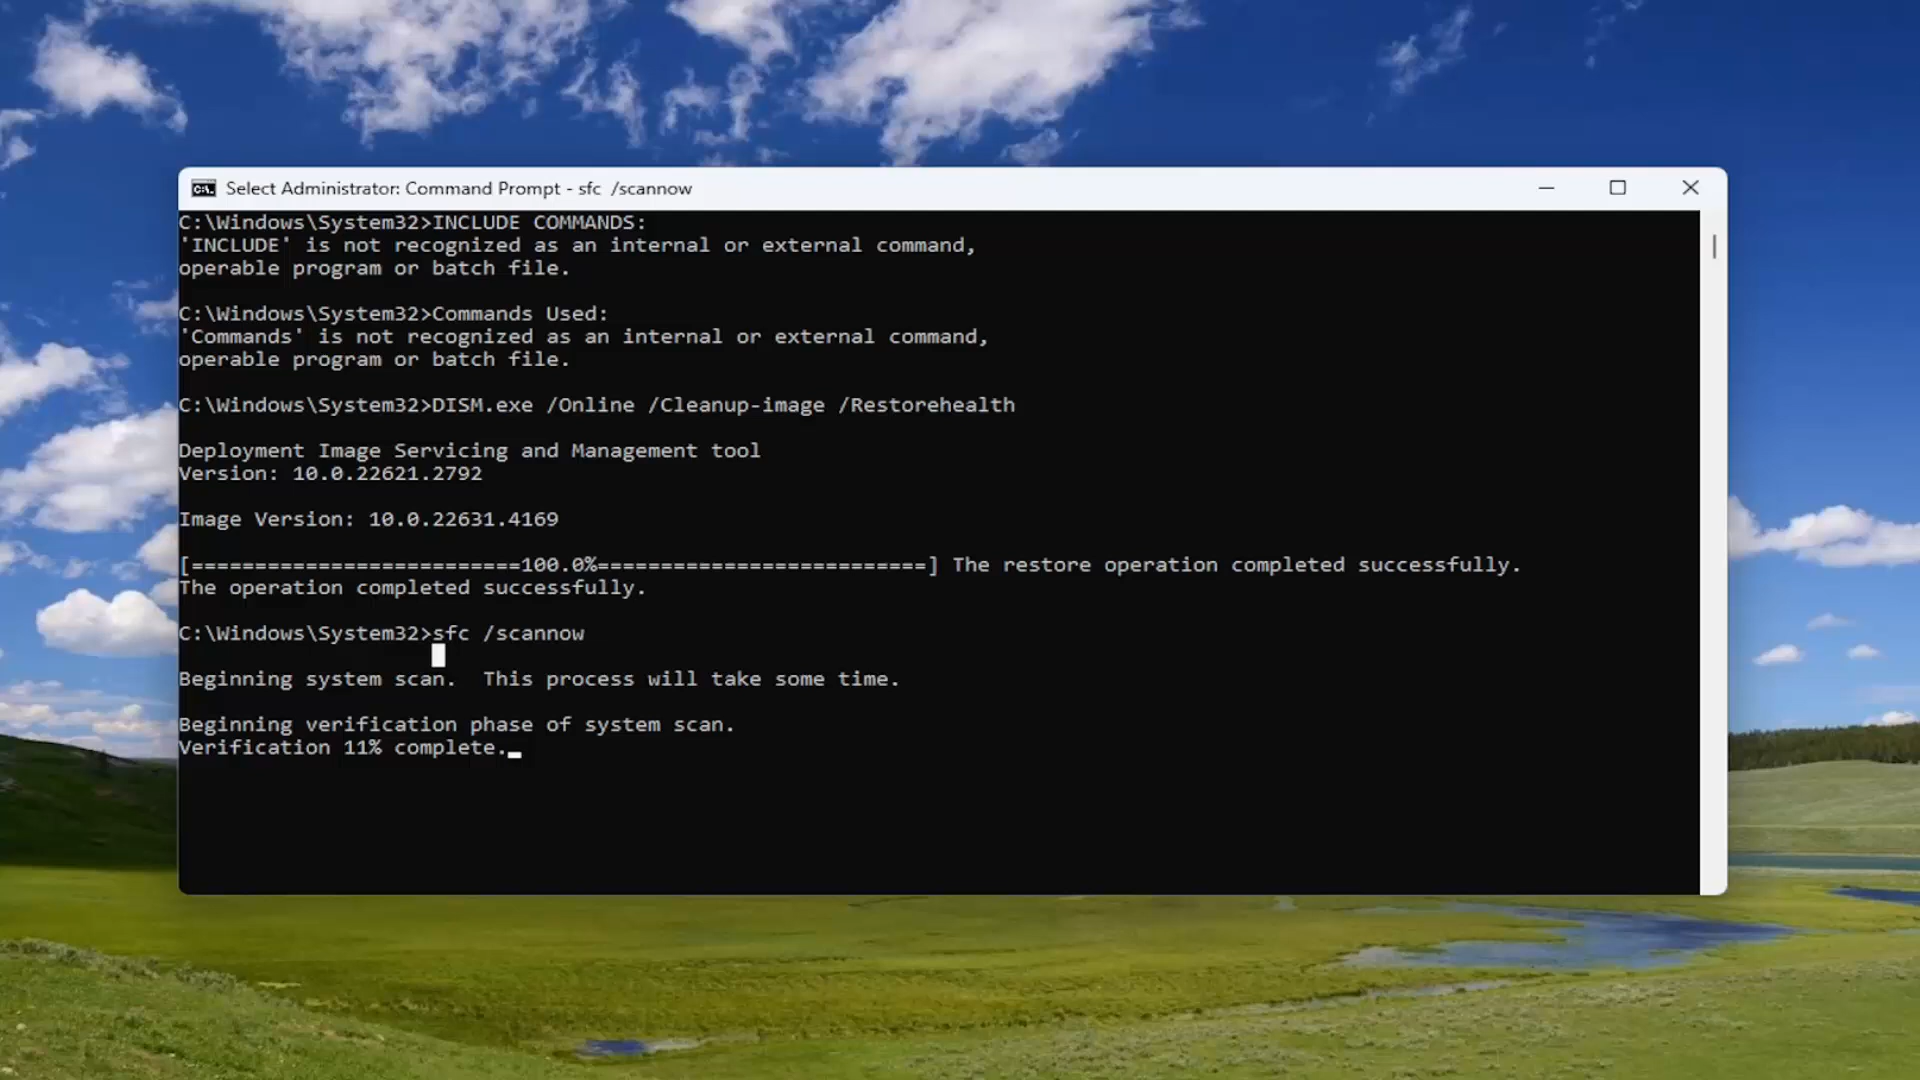 Select Administrator: Command Prompt - sfc  /scannow
C:\Windows\System32>INCLUDE COMMANDS:
'INCLUDE' is not recognized as an internal or external command,
operable program or batch file.
C:\Windows\System32>Commands Used:
'Commands' is not recognized as an internal or external command,
operable program or batch file.
C:\Windows\System32>DISM.exe /Online /Cleanup-image /Restorehealth
Deployment Image Servicing and Management tool
Version: 10.0.22621.2792
Image Version: 10.0.22631.4169
[==========================100.0%==========================] The restore operation completed successfully.
The operation completed successfully.
C:\Windows\System32>sfc /scannow
Beginning system scan.  This process will take some time.
Beginning verification phase of system scan.
Verification 11% complete.